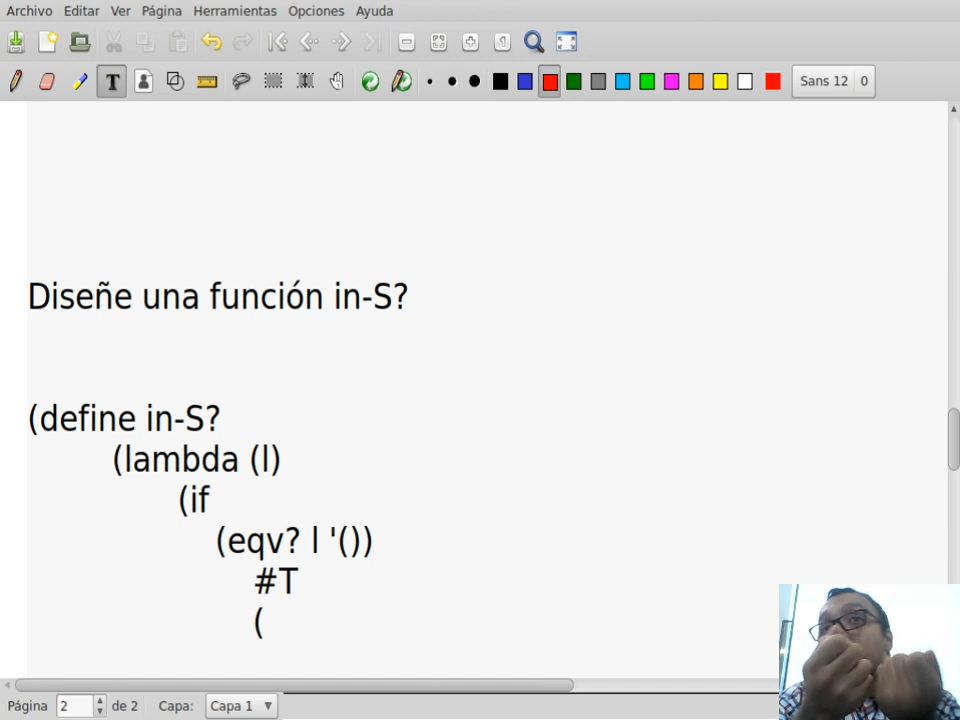 Archivo Editar Ver Página Herramientas Opciones Ayuda
T Sans 12 0
Diseñe una función in-S?
(define in-S?
(lambda (l)
(if
(eqv? l '())
#T
(
Página 2 de 2 Capa: Capa 1